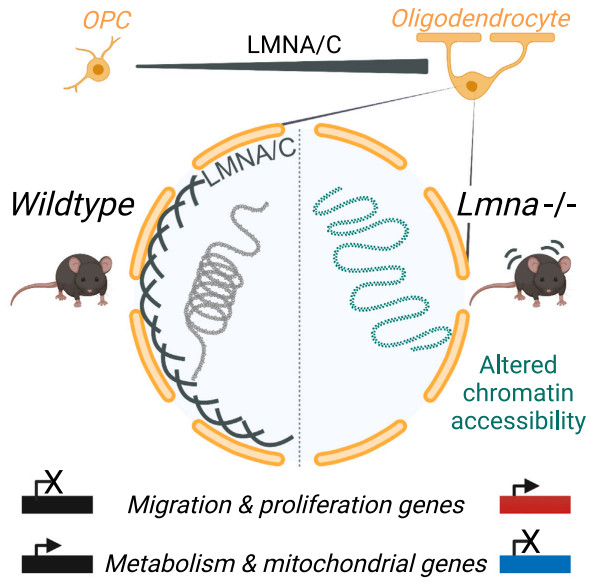 OPC
Oligodendrocyte
LMNA/C
LMNA/C
Wildtype
Lmna -/-
Altered
chromatin
accessibility
X
Migration & proliferation genes
Metabolism & mitochondrial genes
X